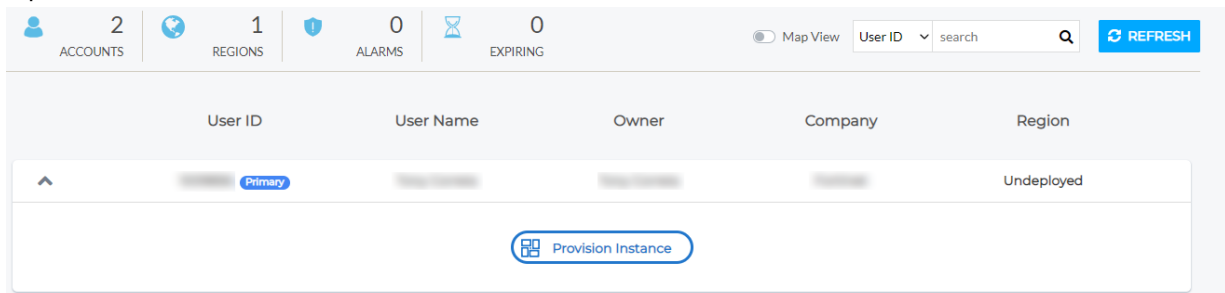 2 ACCOUNTS
1 REGIONS
0 ALARMS
0 EXPIRING
Map View
User ID
search
REFRESH
User ID User Name Owner Company Region
Primary Undeployed
Provision Instance